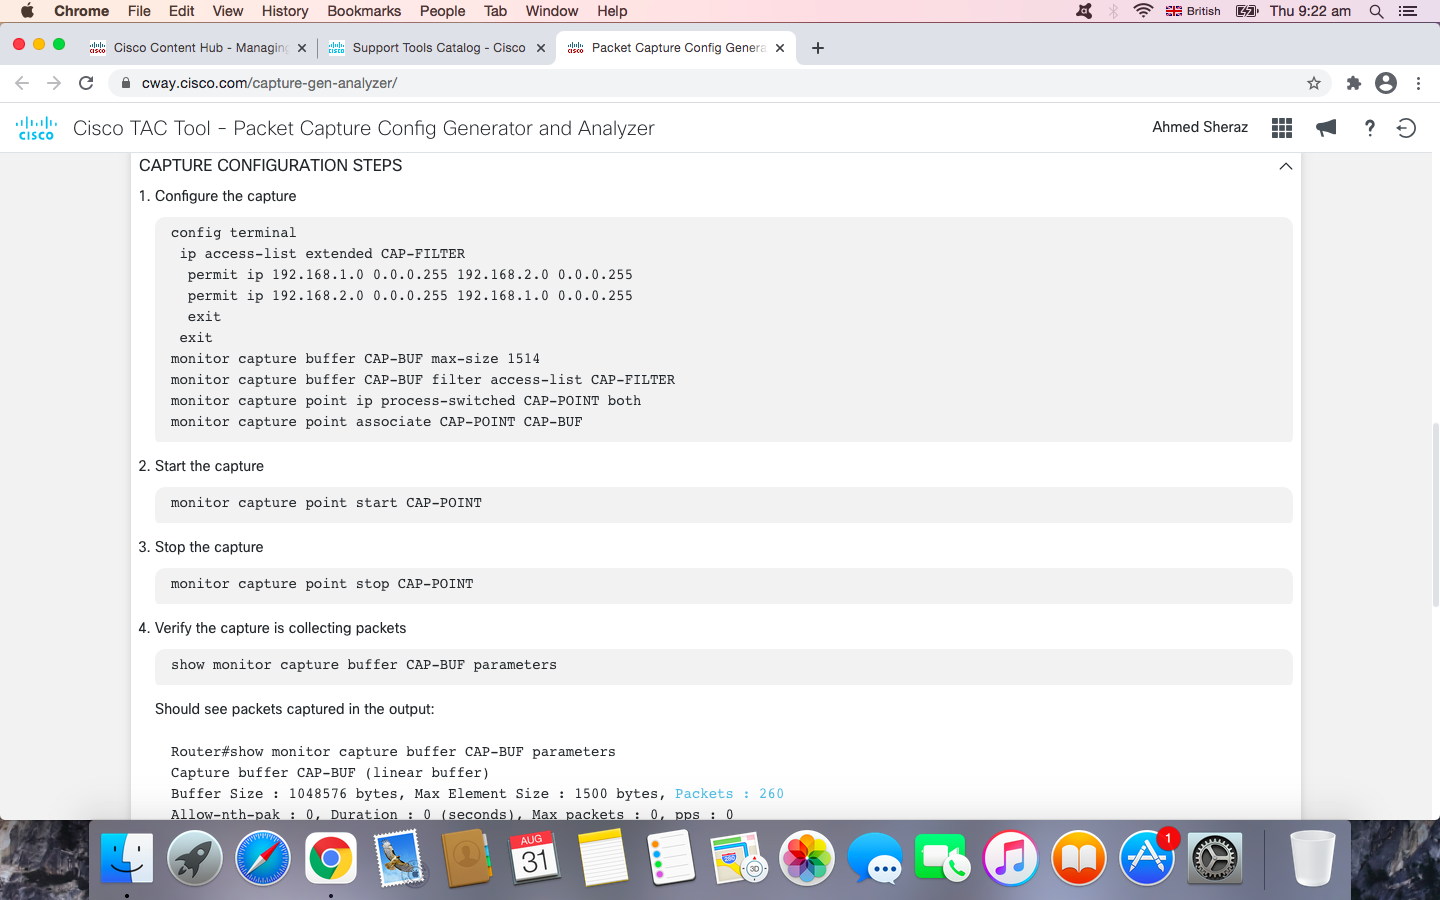 Chrome File Edit View History Bookmarks People Tab Window Help British Thu 9:22 am
Cisco Content Hub - Managing Support Tools Catalog - Cisco Packet Capture Config Genera
cway.cisco.com/capture-gen-analyzer/
CISCO Cisco TAC Tool - Packet Capture Config Generator and Analyzer Ahmed Sheraz ?
CAPTURE CONFIGURATION STEPS
1. Configure the capture
config terminal
ip access-list extended CAP-FILTER
permit ip 192.168.1.0 0.0.0.255 192.168.2.0 0.0.0.255
permit ip 192.168.2.0 0.0.0.255 192.168.1.0 0.0.0.255
exit
exit
monitor capture buffer CAP-BUF max-size 1514
monitor capture buffer CAP-BUF filter access-list CAP-FILTER
monitor capture point ip process-switched CAP-POINT both
monitor capture point associate CAP-POINT CAP-BUF
2. Start the capture
monitor capture point start CAP-POINT
3. Stop the capture
monitor capture point stop CAP-POINT
4. Verify the capture is collecting packets
show monitor capture buffer CAP-BUF parameters
Should see packets captured in the output:
Router#show monitor capture buffer CAP-BUF parameters
Capture buffer CAP-BUF (linear buffer)
Buffer Size : 1048576 bytes, Max Element Size : 1500 bytes, Packets : 260
Allow-nth-pak : 0, Duration : 0 (seconds), Max packets : 0, pps : 0
AUG
31
280
3D
1